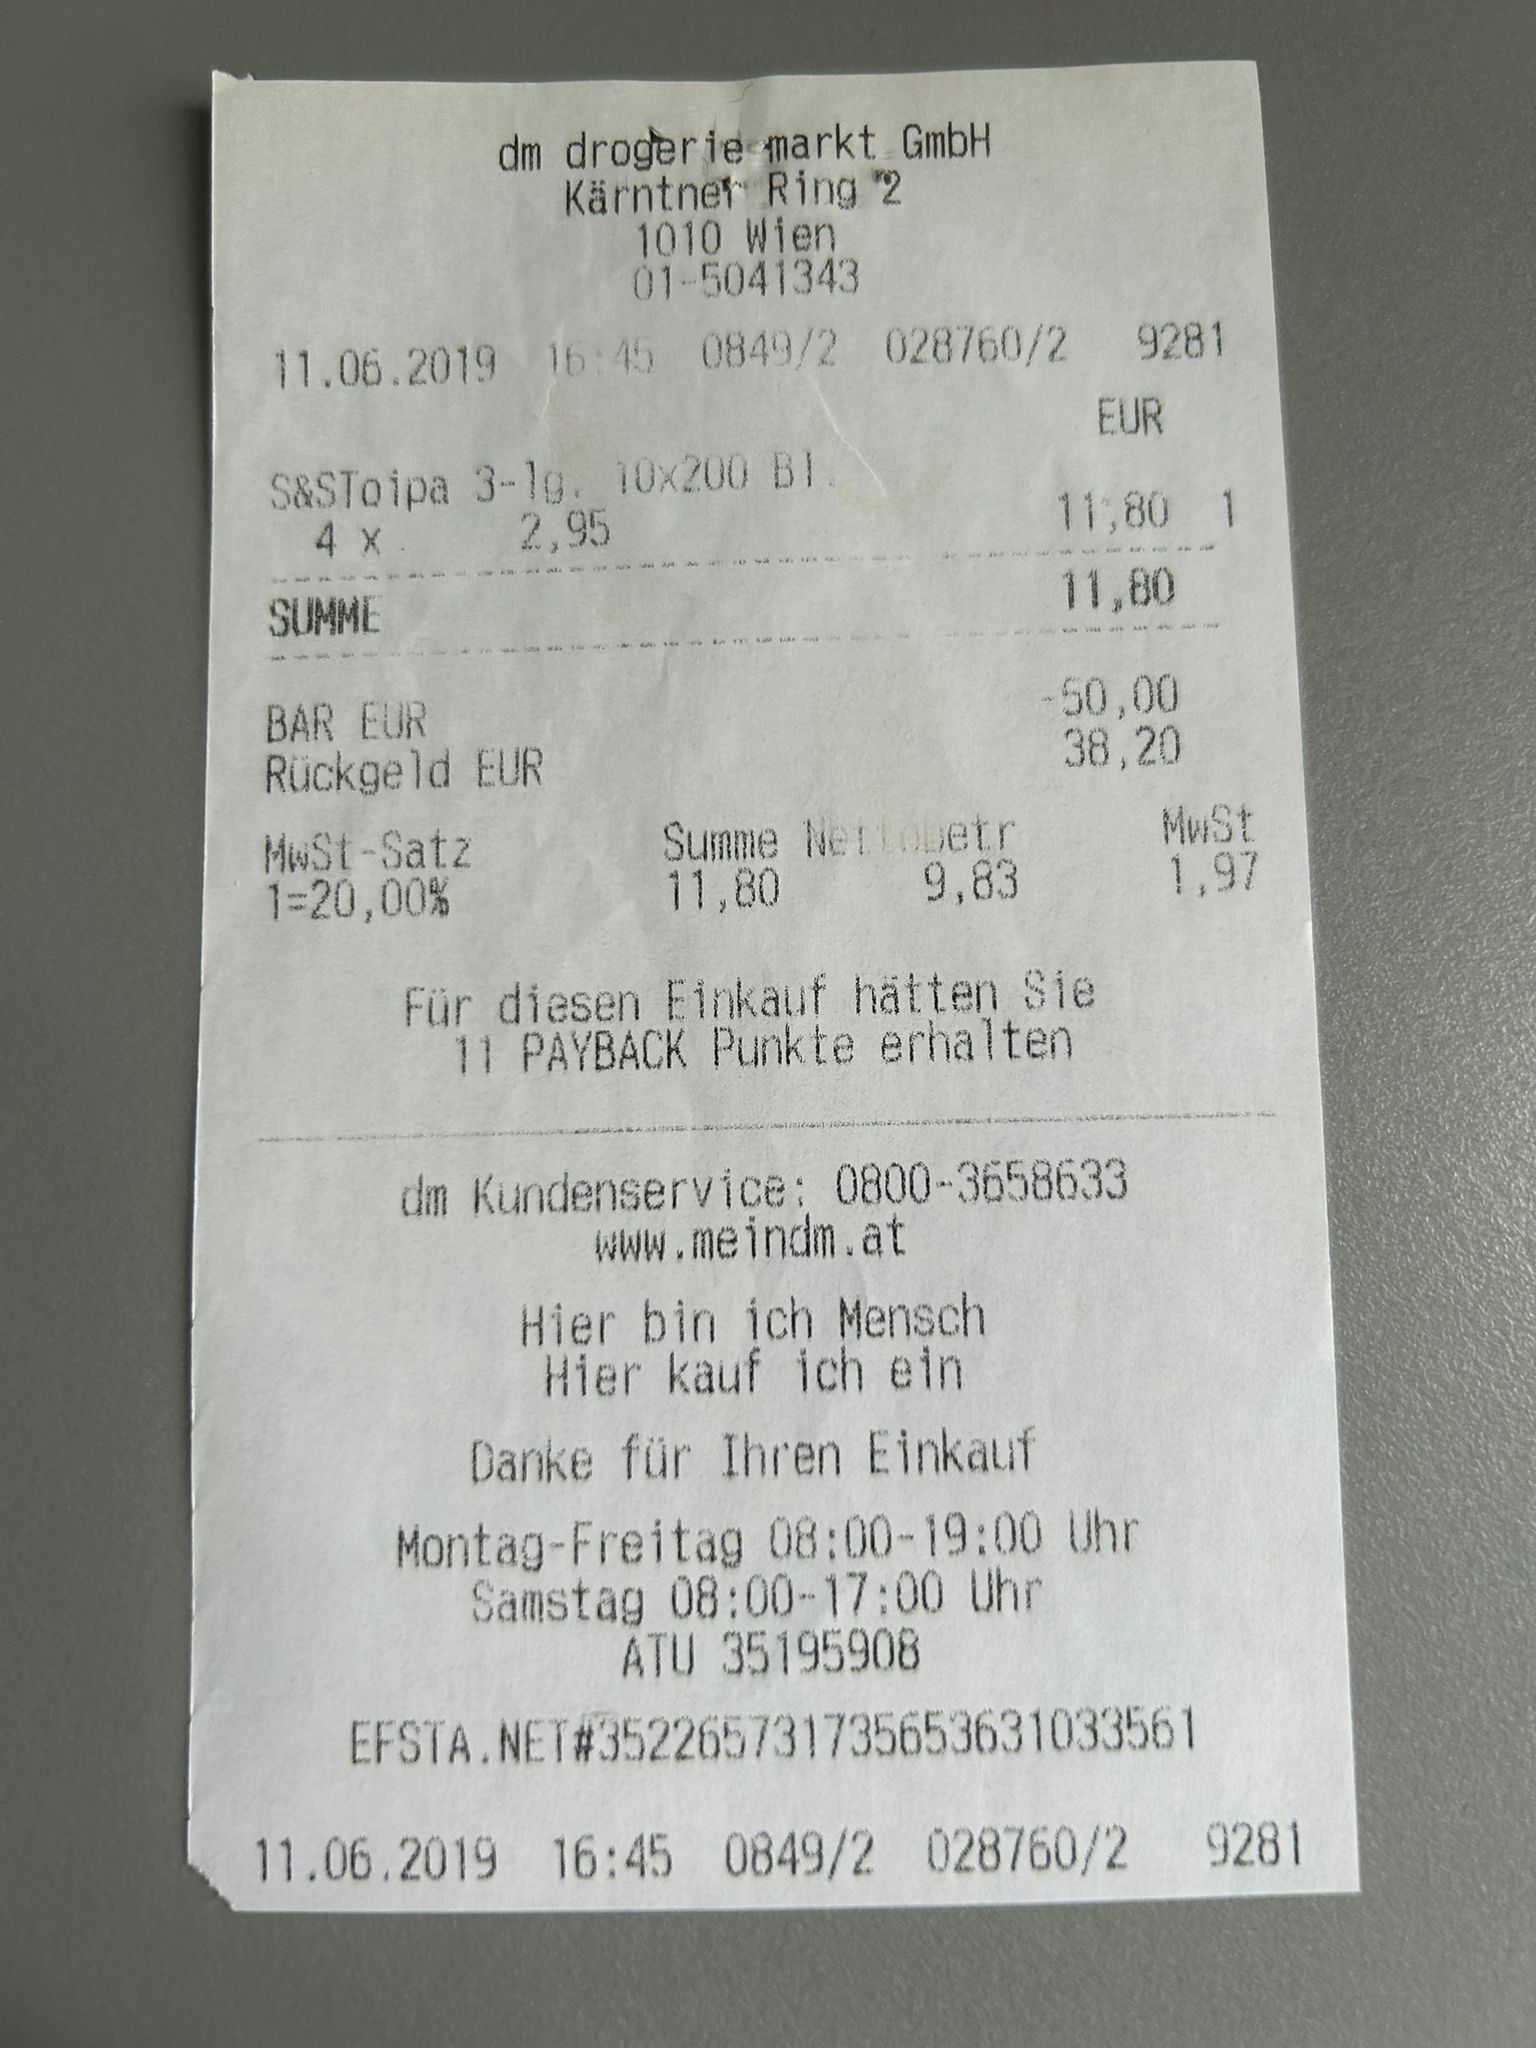 dm drogerie markt GmbH
Kärntner Ring 2
1010 Wien
01-5041343
11.06.2019 16:45 0849/2 028760/2 9281
EUR
S&SToipa 3-lg. 10x200 Bl.
4 x 2,95 11,80 1
SUMME 11,80
BAR EUR -50,00
Rückgeld EUR 38,20
MwSt-Satz Summe Nettobetr MwSt
1=20,00% 11,80 9,83 1,97
Für diesen Einkauf hätten Sie
11 PAYBACK Punkte erhalten
dm Kundenservice: 0800-3658633
www.meindm.at
Hier bin ich Mensch
Hier kauf ich ein
Danke für Ihren Einkauf
Montag-Freitag 08:00-19:00 Uhr
Samstag 08:00-17:00 Uhr
ATU 35195908
EFSTA.NET#35226573173565363103​3561
11.06.2019 16:45 0849/2 028760/2 9281